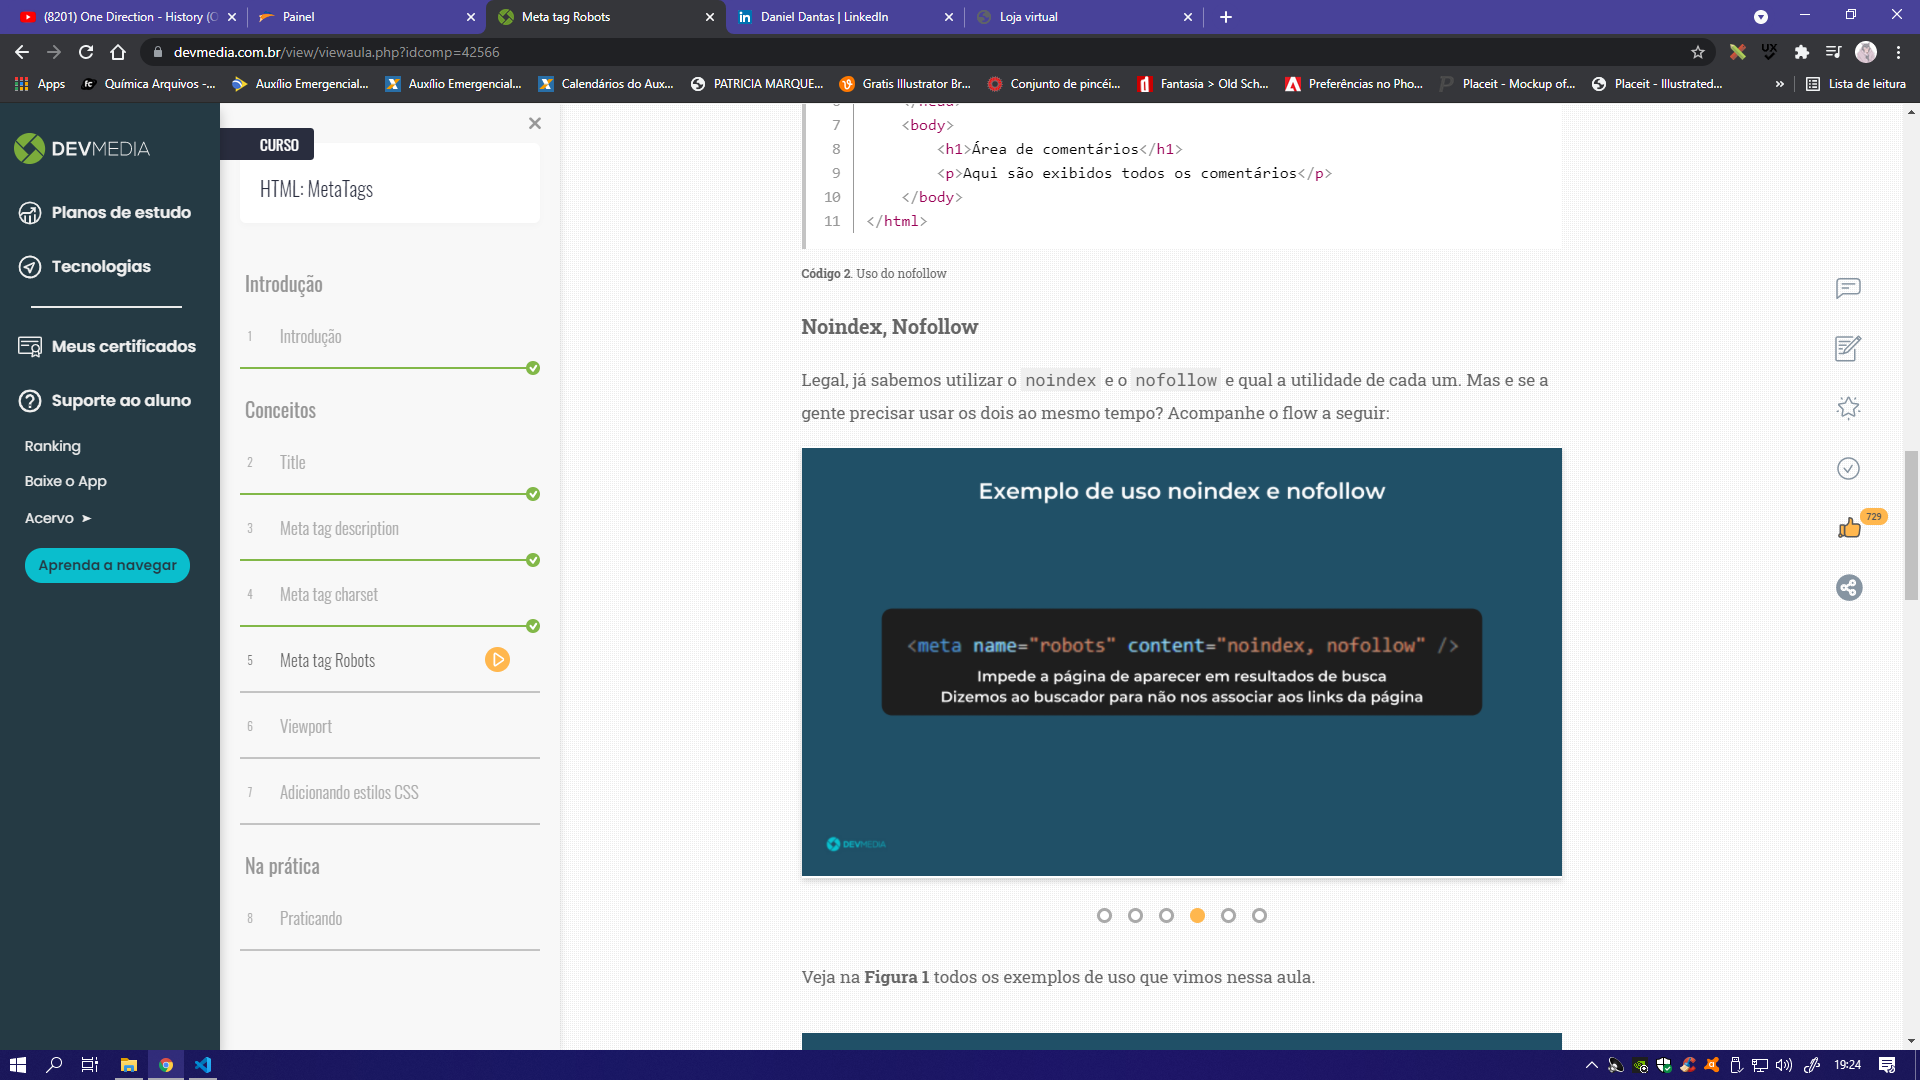 (8201) One Direction - History (O
Painel
Meta tag Robots
Daniel Dantas | LinkedIn
Loja virtual
devmedia.com.br/view/viewaula.php?idcomp=42566
Apps
Química Arquivos -...
Auxílio Emergencial...
Auxílio Emergencial...
Calendários do Aux...
PATRICIA MARQUE...
Gratis Illustrator Br...
Conjunto de pincéi...
Fantasia > Old Sch...
Preferências no Pho...
Placeit - Mockup of...
Placeit - Illustrated...
»
Lista de leitura
DEVMEDIA
Planos de estudo
Tecnologias
Meus certificados
Suporte ao aluno
Ranking
Baixe o App
Acervo ➤
Aprenda a navegar
CURSO
HTML: MetaTags
Introdução
1 Introdução
Conceitos
2 Title
3 Meta tag description
4 Meta tag charset
5 Meta tag Robots
6 Viewport
7 Adicionando estilos CSS
Na prática
8 Praticando
6 </head>
7 <body>
8 <h1>Área de comentários</h1>
9 <p>Aqui são exibidos todos os comentários</p>
10 </body>
11 </html>
Código 2. Uso do nofollow
Noindex, Nofollow
Legal, já sabemos utilizar o noindex e o nofollow e qual a utilidade de cada um. Mas e se a
gente precisar usar os dois ao mesmo tempo? Acompanhe o flow a seguir:
Exemplo de uso noindex e nofollow
<meta name="robots" content="noindex, nofollow" />
Impede a página de aparecer em resultados de busca
Dizemos ao buscador para não nos associar aos links da página
DEVMEDIA
Veja na Figura 1 todos os exemplos de uso que vimos nessa aula.
729
19:24